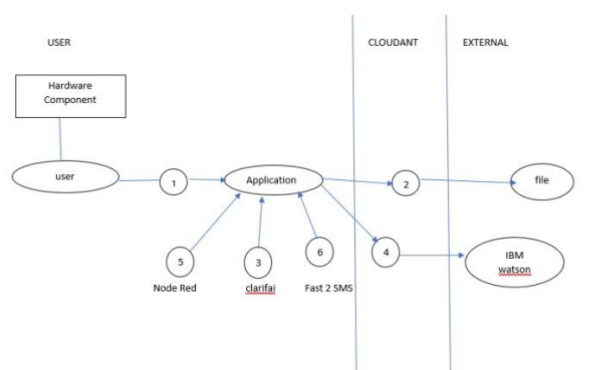 USER
CLOUDANT
EXTERNAL
Hardware
Component
user
1
Application
2
file
5
3
6
4
IBM
watson
Node Red
clarifai
Fast 2 SMS